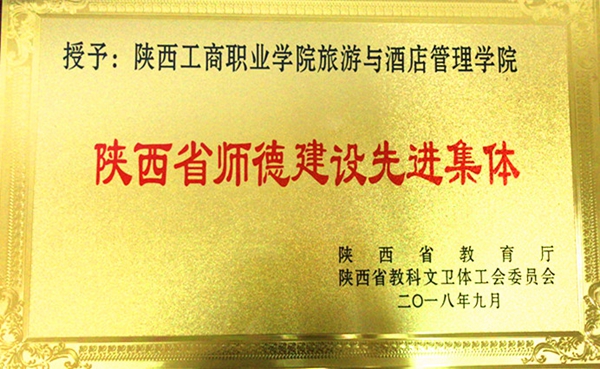 授予：陕西工商职业学院旅游与酒店管理学院
陕西省师德建设先进集体
陕西省教育厅
陕西省教科文卫体工会委员会
二〇一八年九月